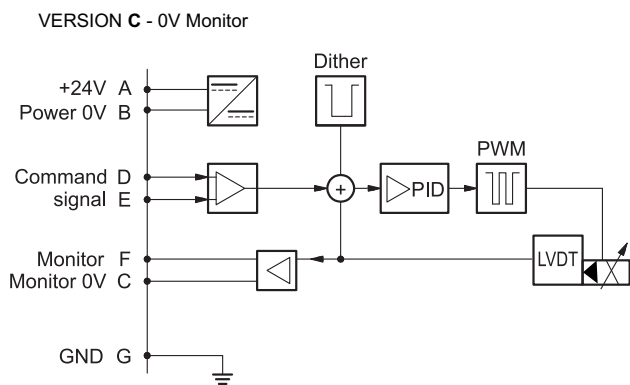 VERSION C - 0V Monitor
Dither
+24V A
Power 0V B
PWM
Command D
signal E
+
PID
Monitor F
Monitor 0V C
LVDT
GND G